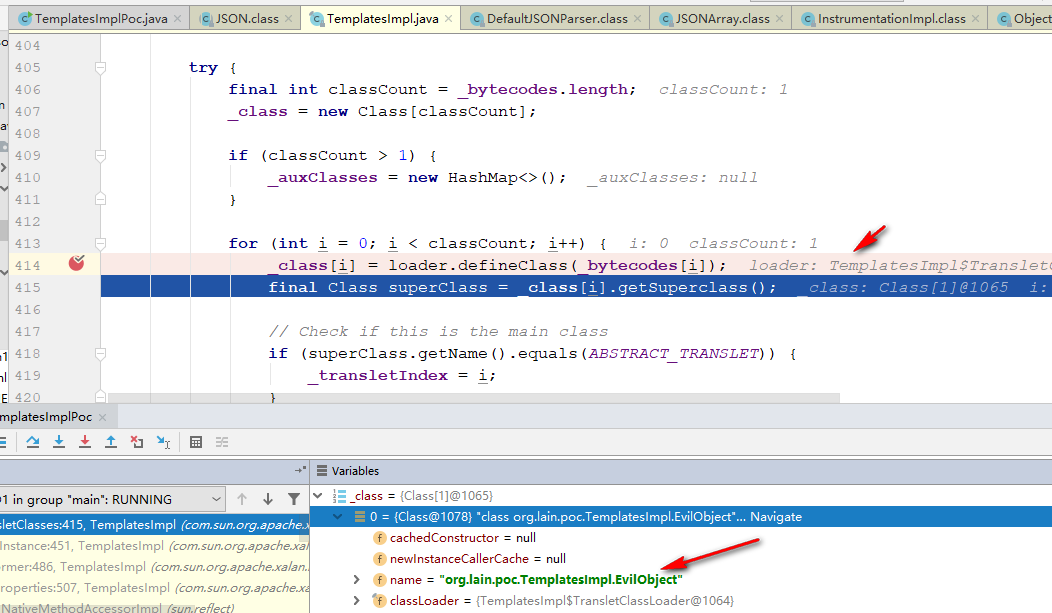 TemplatesImplPoc.java JSON.class TemplatesImpl.java DefaultJSONParser.class JSONArray.class InstrumentationImpl.class Object
404
405 try {
406 final int classCount = _bytecodes.length; classCount: 1
407 _class = new Class[classCount];
408
409 if (classCount > 1) {
410 _auxClasses = new HashMap<>(); _auxClasses: null
411 }
412
413 for (int i = 0; i < classCount; i++) { i: 0 classCount: 1
414 _class[i] = loader.defineClass(_bytecodes[i]); loader: TemplatesImpl$Translet
415 final Class superClass = _class[i].getSuperclass(); _class: Class[1]@1065 i:
416
417 // Check if this is the main class
418 if (superClass.getName().equals(ABSTRACT_TRANSLET)) {
419 _transletIndex = i;
420 }
mplatesImplPoc
Variables
01 in group "main": RUNNING
_class = {Class[1]@1065}
sletClasses:415, TemplatesImpl (com.sun.org.apache.x
0 = {Class@1078} "class org.lain.poc.TemplatesImpl.EvilObject"... Navigate
Instance:451, TemplatesImpl (com.sun.org.apache.xal
cachedConstructor = null
rmer:486, TemplatesImpl (com.sun.org.apache.xalan.
newInstanceCallerCache = null
roperties:507, TemplatesImpl (com.sun.org.apache.x
name = "org.lain.poc.TemplatesImpl.EvilObject"
NativeMethodAccessorImpl (sun.reflect)
classLoader = {TemplatesImpl$TransletClassLoader@1064}